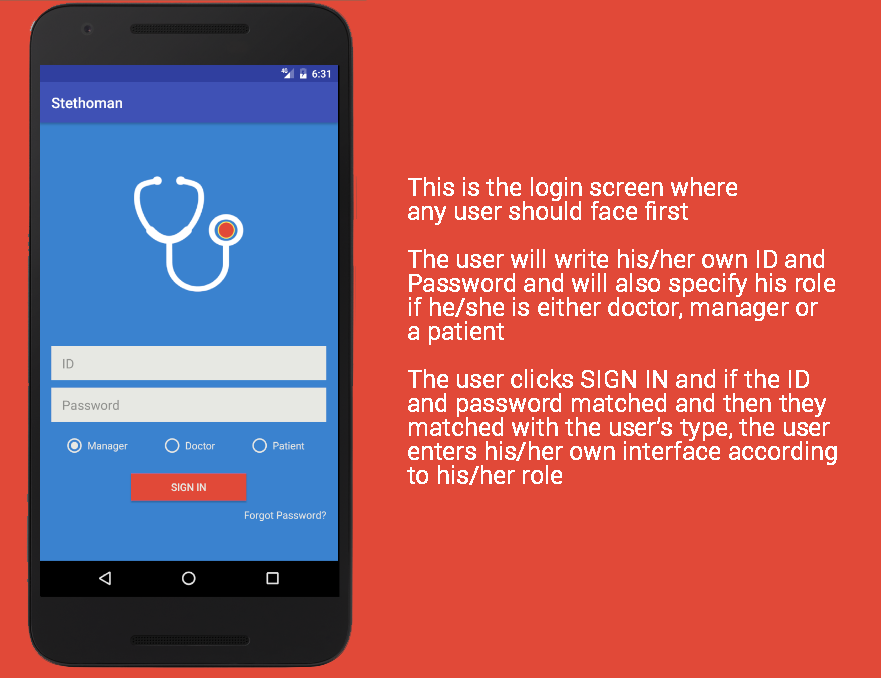 4G 6:31
Stethoman
ID
Password
Manager Doctor Patient
SIGN IN
Forgot Password?
This is the login screen where
any user should face first
The user will write his/her own ID and
Password and will also specify his role
if he/she is either doctor, manager or
a patient
The user clicks SIGN IN and if the ID
and password matched and then they
matched with the user's type, the user
enters his/her own interface according
to his/her role